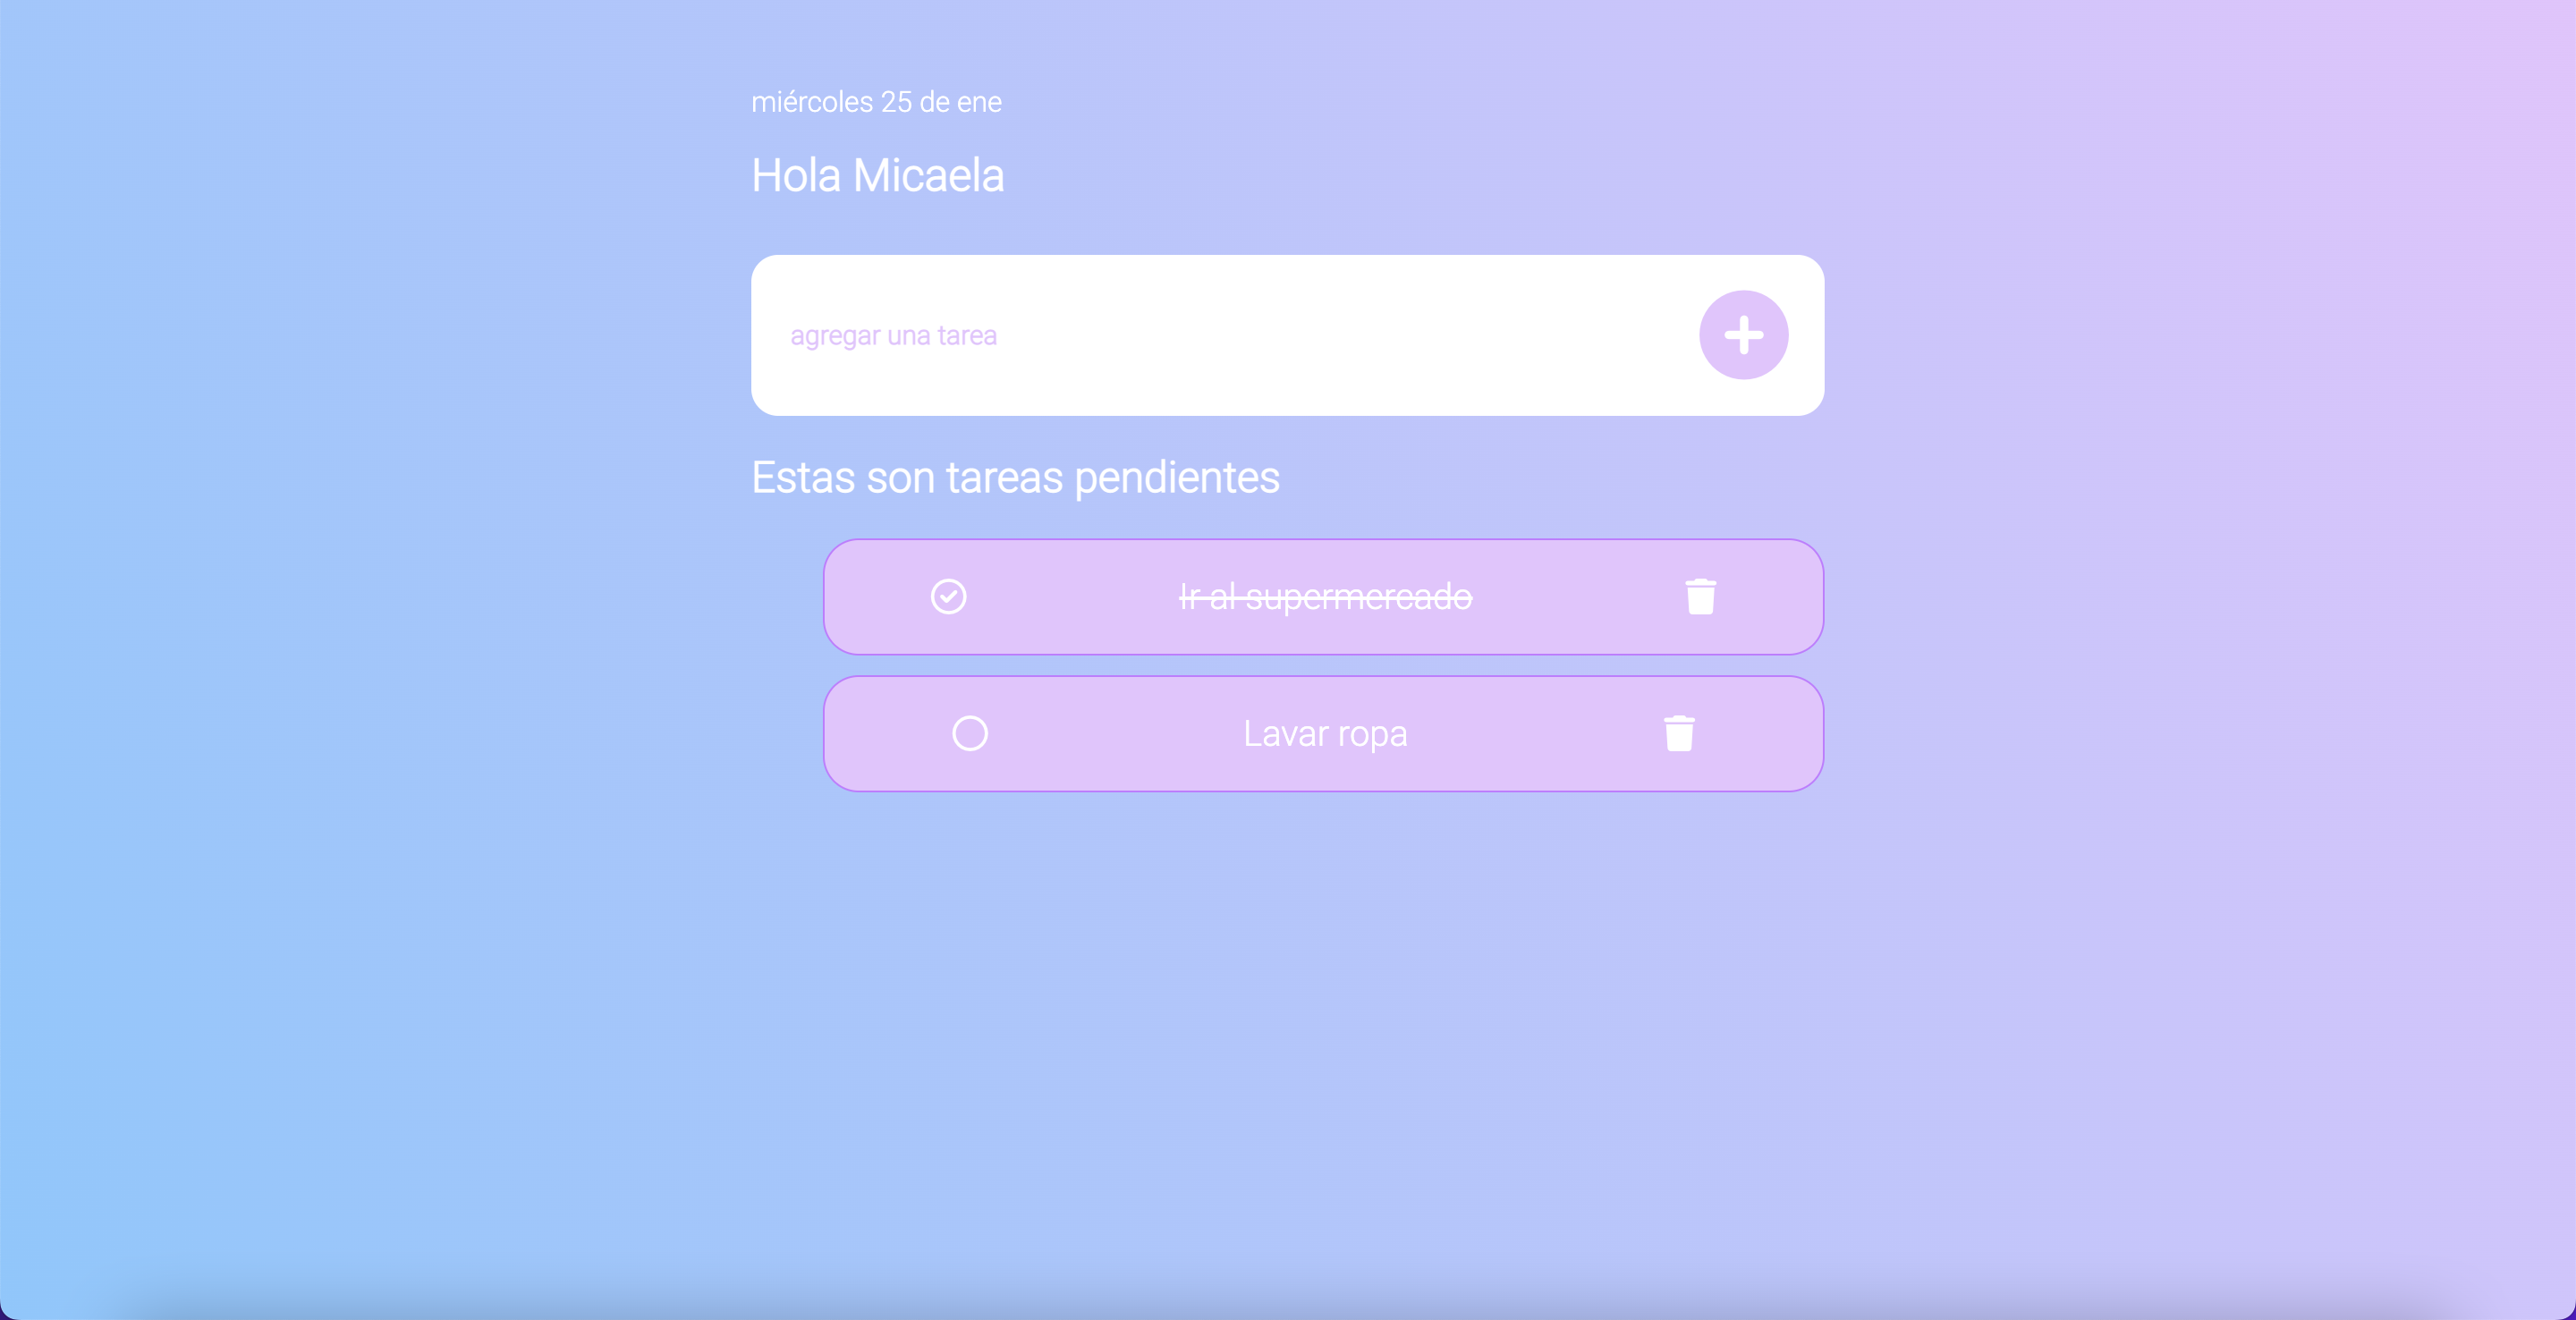 miércoles 25 de ene
Hola Micaela
agregar una tarea
Estas son tareas pendientes
Ir al supermercado
Lavar ropa